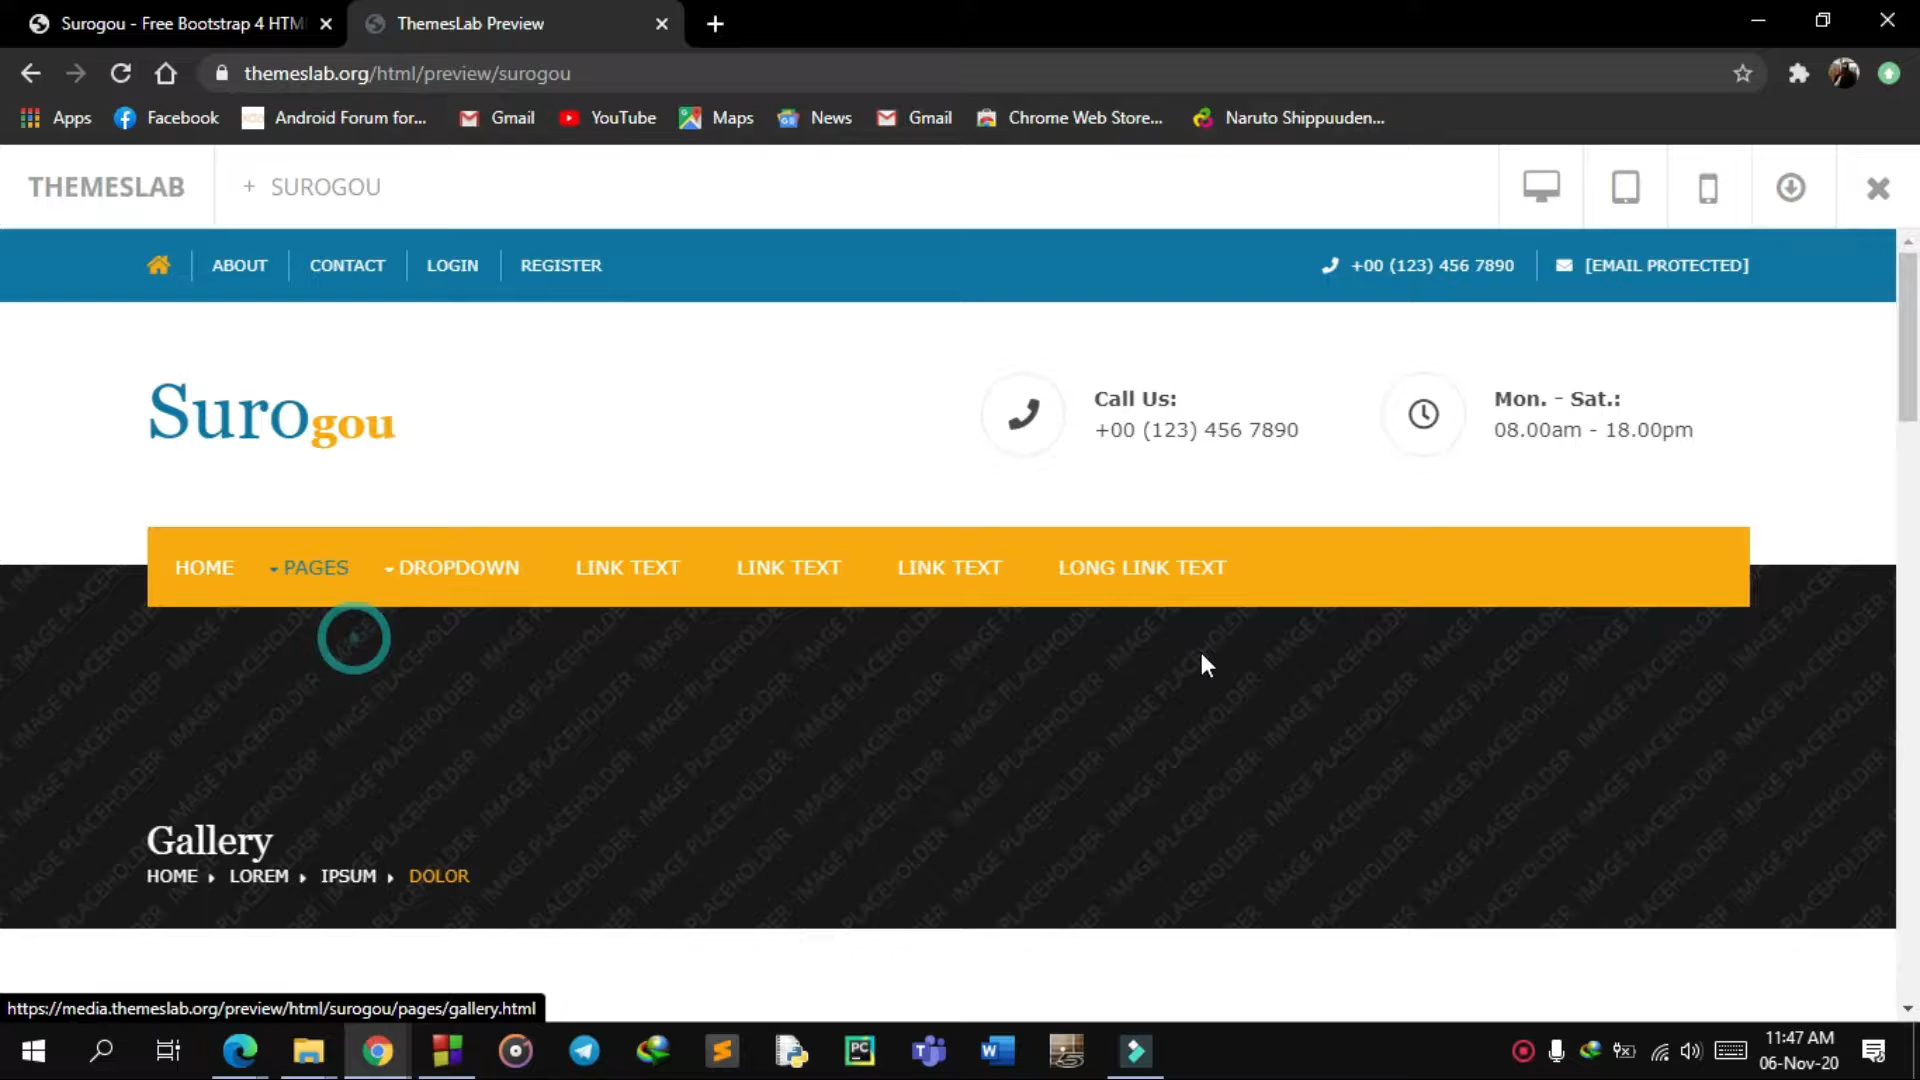 Surogou - Free Bootstrap 4 HTM
ThemesLab Preview
themeslab.org/html/preview/surogou
Apps
Facebook
Android Forum for...
Gmail
YouTube
Maps
News
Gmail
Chrome Web Store...
Naruto Shippuuden...
THEMESLAB
+ SUROGOU
ABOUT
CONTACT
LOGIN
REGISTER
+00 (123) 456 7890
[EMAIL PROTECTED]
Surogou
Call Us:
+00 (123) 456 7890
Mon. - Sat.:
08.00am - 18.00pm
HOME
PAGES
DROPDOWN
LINK TEXT
LINK TEXT
LINK TEXT
LONG LINK TEXT
IMAGE PLACEHOLDER
Gallery
HOME
LOREM
IPSUM
DOLOR
https://media.themeslab.org/preview/html/surogou/pages/gallery.html
11:47 AM
06-Nov-20